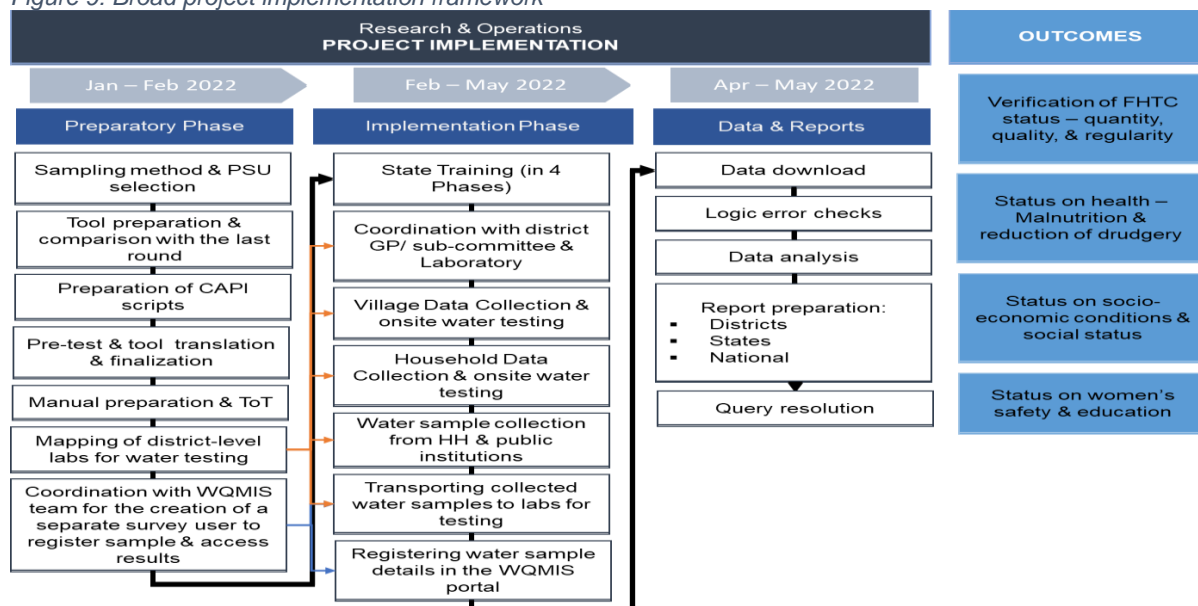 Figure 9: Broad project implementation framework
Research & Operations
PROJECT IMPLEMENTATION
Jan – Feb 2022
Preparatory Phase
Sampling method & PSU
selection
Tool preparation &
comparison with the last
round
Preparation of CAPI
scripts
Pre-test & tool translation
& finalization
Manual preparation & ToT
Mapping of district-level
labs for water testing
Coordination with WQMIS
team for the creation of a
separate survey user to
register sample & access
results
Feb – May 2022
Implementation Phase
State Training (in 4
Phases)
Coordination with district
GP/ sub-committee &
Laboratory
Village Data Collection &
onsite water testing
Household Data
Collection & onsite water
testing
Water sample collection
from HH & public
institutions
Transporting collected
water samples to labs for
testing
Registering water sample
details in the WQMIS
portal
Apr – May 2022
Data & Reports
Data download
Logic error checks
Data analysis
Report preparation:
▪ Districts
▪ States
▪ National
Query resolution
OUTCOMES
Verification of FHTC
status – quantity,
quality, & regularity
Status on health –
Malnutrition &
reduction of drudgery
Status on socio-
economic conditions &
social status
Status on women's
safety & education